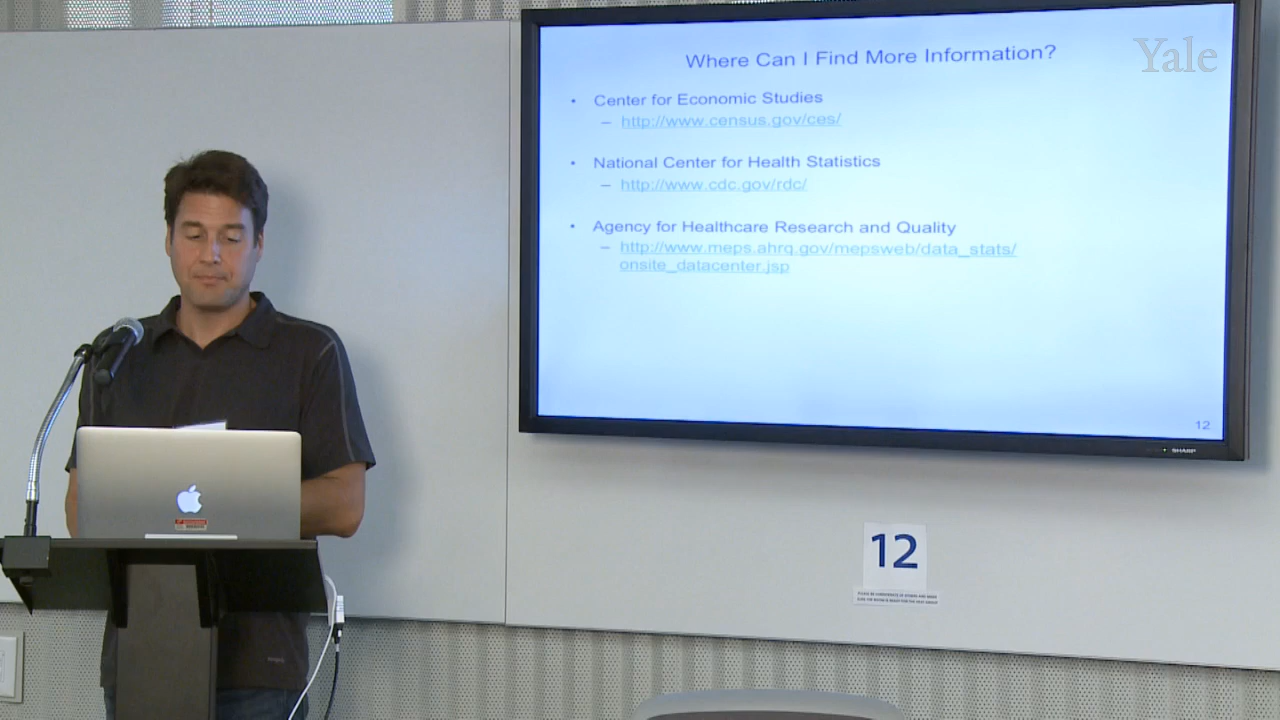 Where Can I Find More Information?
Yale
• Center for Economic Studies
– http://www.census.gov/ces/
• National Center for Health Statistics
– http://www.cdc.gov/rdc/
• Agency for Healthcare Research and Quality
– http://www.meps.ahrq.gov/mepsweb/data_stats/
onsite_datacenter.jsp
12
SHARP
12